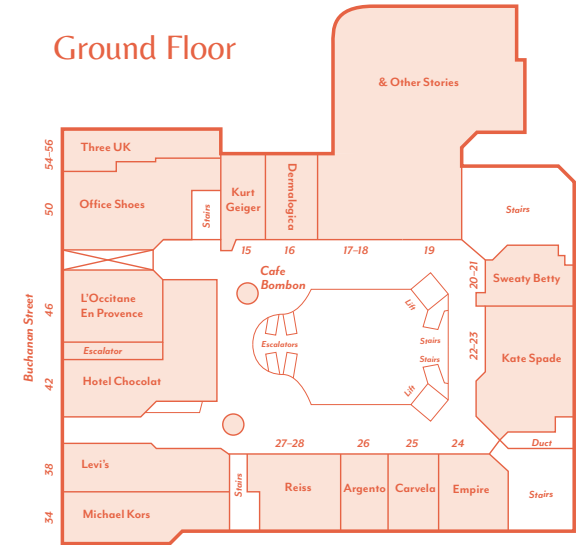 Ground Floor
& Other Stories
54–56
Three UK
50
Office Shoes
Stairs
Kurt
Geiger
Dermalogica
Stairs
15
16
17–18
19
Cafe
Bombon
20–21
Sweaty Betty
Buchanan Street
46
L'Occitane
En Provence
Escalator
42
Hotel Chocolat
Escalators
Lift
Stairs
Stairs
Lift
22–23
Kate Spade
Duct
27–28
26
25
24
38
Levi's
34
Michael Kors
Stairs
Reiss
Argento
Carvela
Empire
Stairs